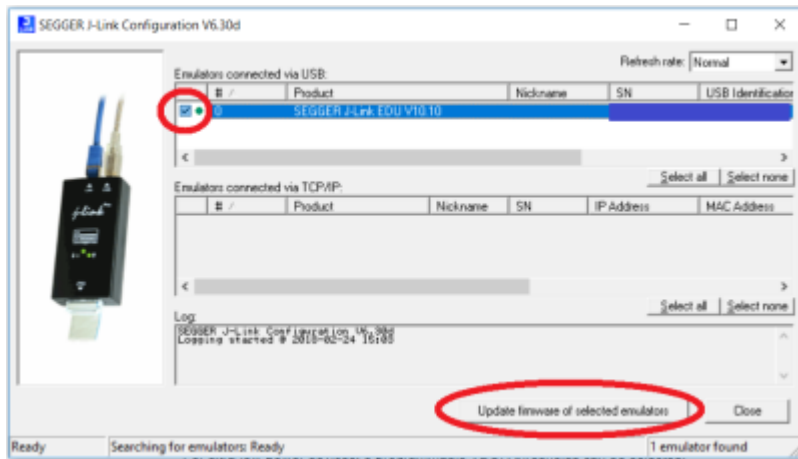 SEGGER J-Link Configuration V6.30d
Refresh rate: Normal
Emulators connected via USB:
# / Product Nickname SN USB Identification
0 SEGGER J-Link EDU V10.10
Select all Select none
Emulators connected via TCP/IP:
# / Product Nickname SN IP Address MAC Address
J-Link
Select all Select none
Log:
SEGGER J-Link Configuration V6.30d
Logging started @ 2018-02-24 15:03
Update firmware of selected emulators Close
Ready Searching for emulators: Ready 1 emulator found